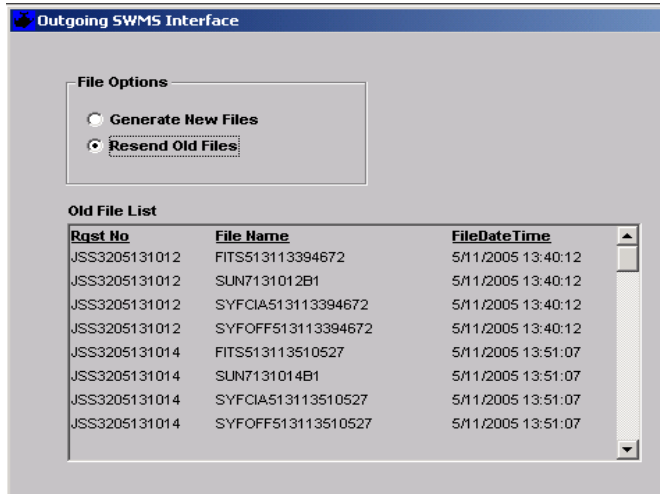 Outgoing SWMS Interface
File Options
Generate New Files
Resend Old Files
Old File List
Rqst No File Name FileDateTime
JSS3205131012 FITS513113394672 5/11/2005 13:40:12
JSS3205131012 SUN7131012B1 5/11/2005 13:40:12
JSS3205131012 SYFCIA513113394672 5/11/2005 13:40:12
JSS3205131012 SYFOFF513113394672 5/11/2005 13:40:12
JSS3205131014 FITS513113510527 5/11/2005 13:51:07
JSS3205131014 SUN7131014B1 5/11/2005 13:51:07
JSS3205131014 SYFCIA513113510527 5/11/2005 13:51:07
JSS3205131014 SYFOFF513113510527 5/11/2005 13:51:07